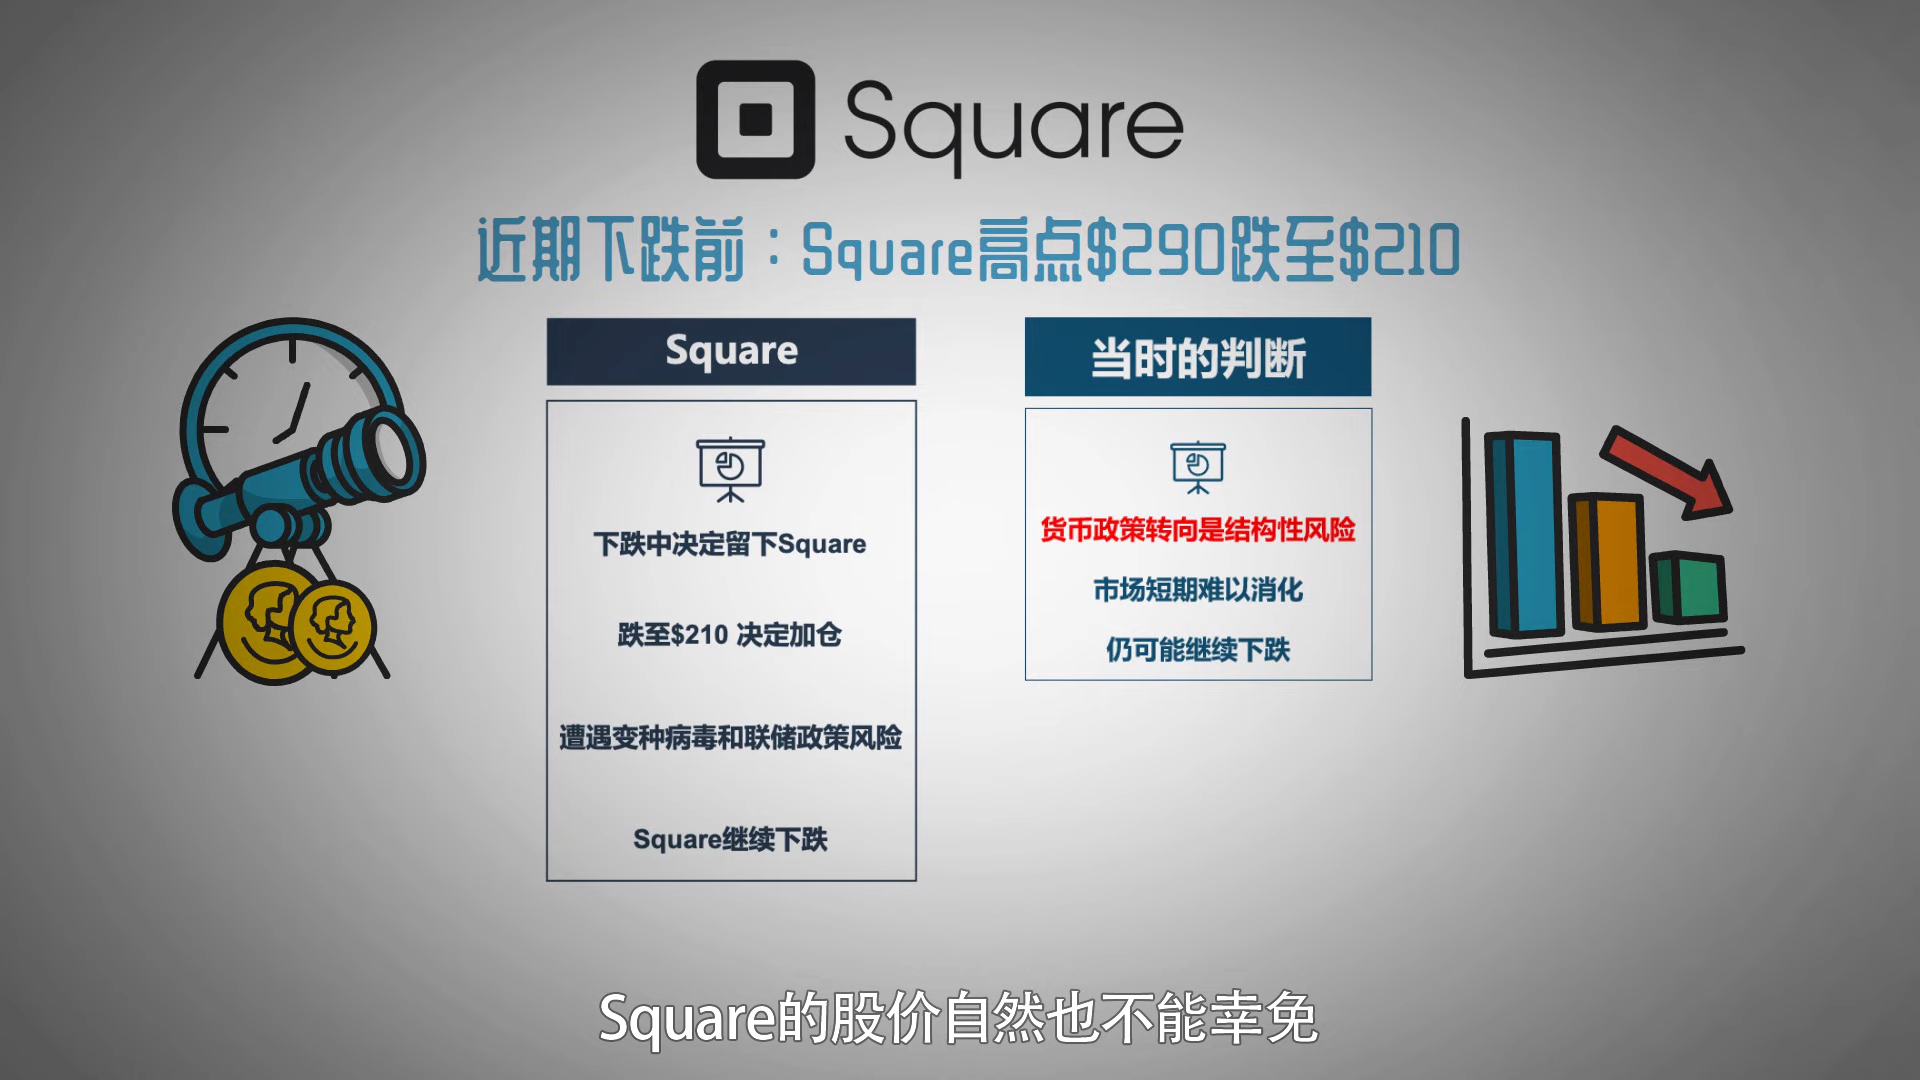 Square
近期下跌前：Square高点$290跌至$210
Square
下跌中决定留下Square
跌至$210 决定加仓
遭遇变种病毒和联储政策风险
Square继续下跌
当时的判断
货币政策转向是结构性风险
市场短期难以消化
仍可能继续下跌
Square的股价自然也不能幸免